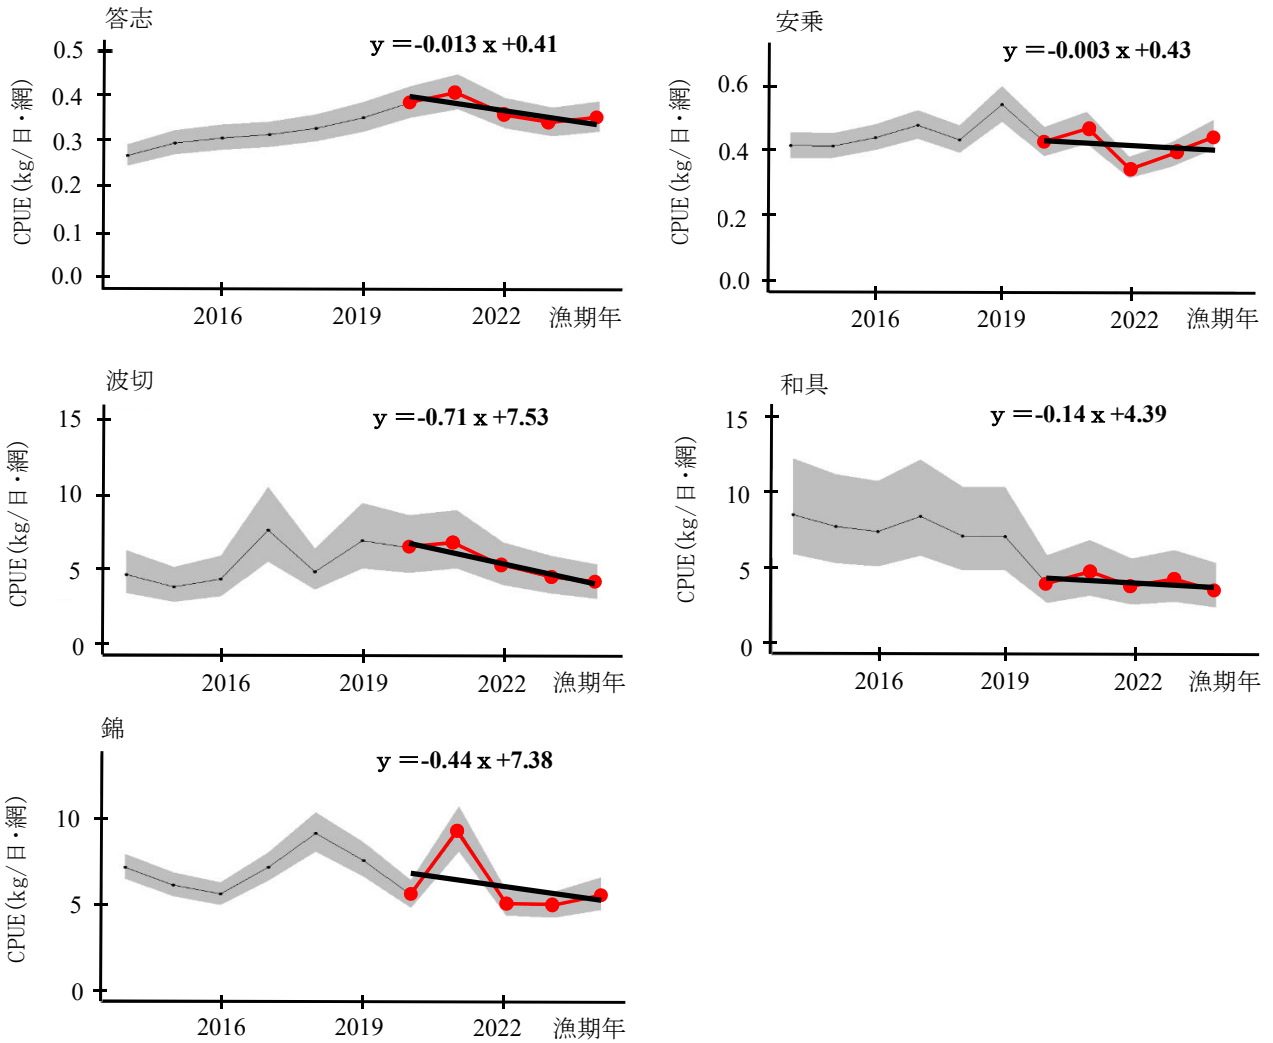 答志
y =-0.013 x +0.41
CPUE(kg/日・網)
0.5
0.4
0.3
0.2
0.1
0.0
2016 2019 2022 漁期年
安乗
y =-0.003 x +0.43
CPUE(kg/日・網)
0.6
0.4
0.2
0.0
2016 2019 2022 漁期年
波切
y =-0.71 x +7.53
CPUE(kg/日・網)
15
10
5
0
2016 2019 2022 漁期年
和具
y =-0.14 x +4.39
CPUE(kg/日・網)
15
10
5
0
2016 2019 2022 漁期年
錦
y =-0.44 x +7.38
CPUE(kg/日・網)
10
5
0
2016 2019 2022 漁期年